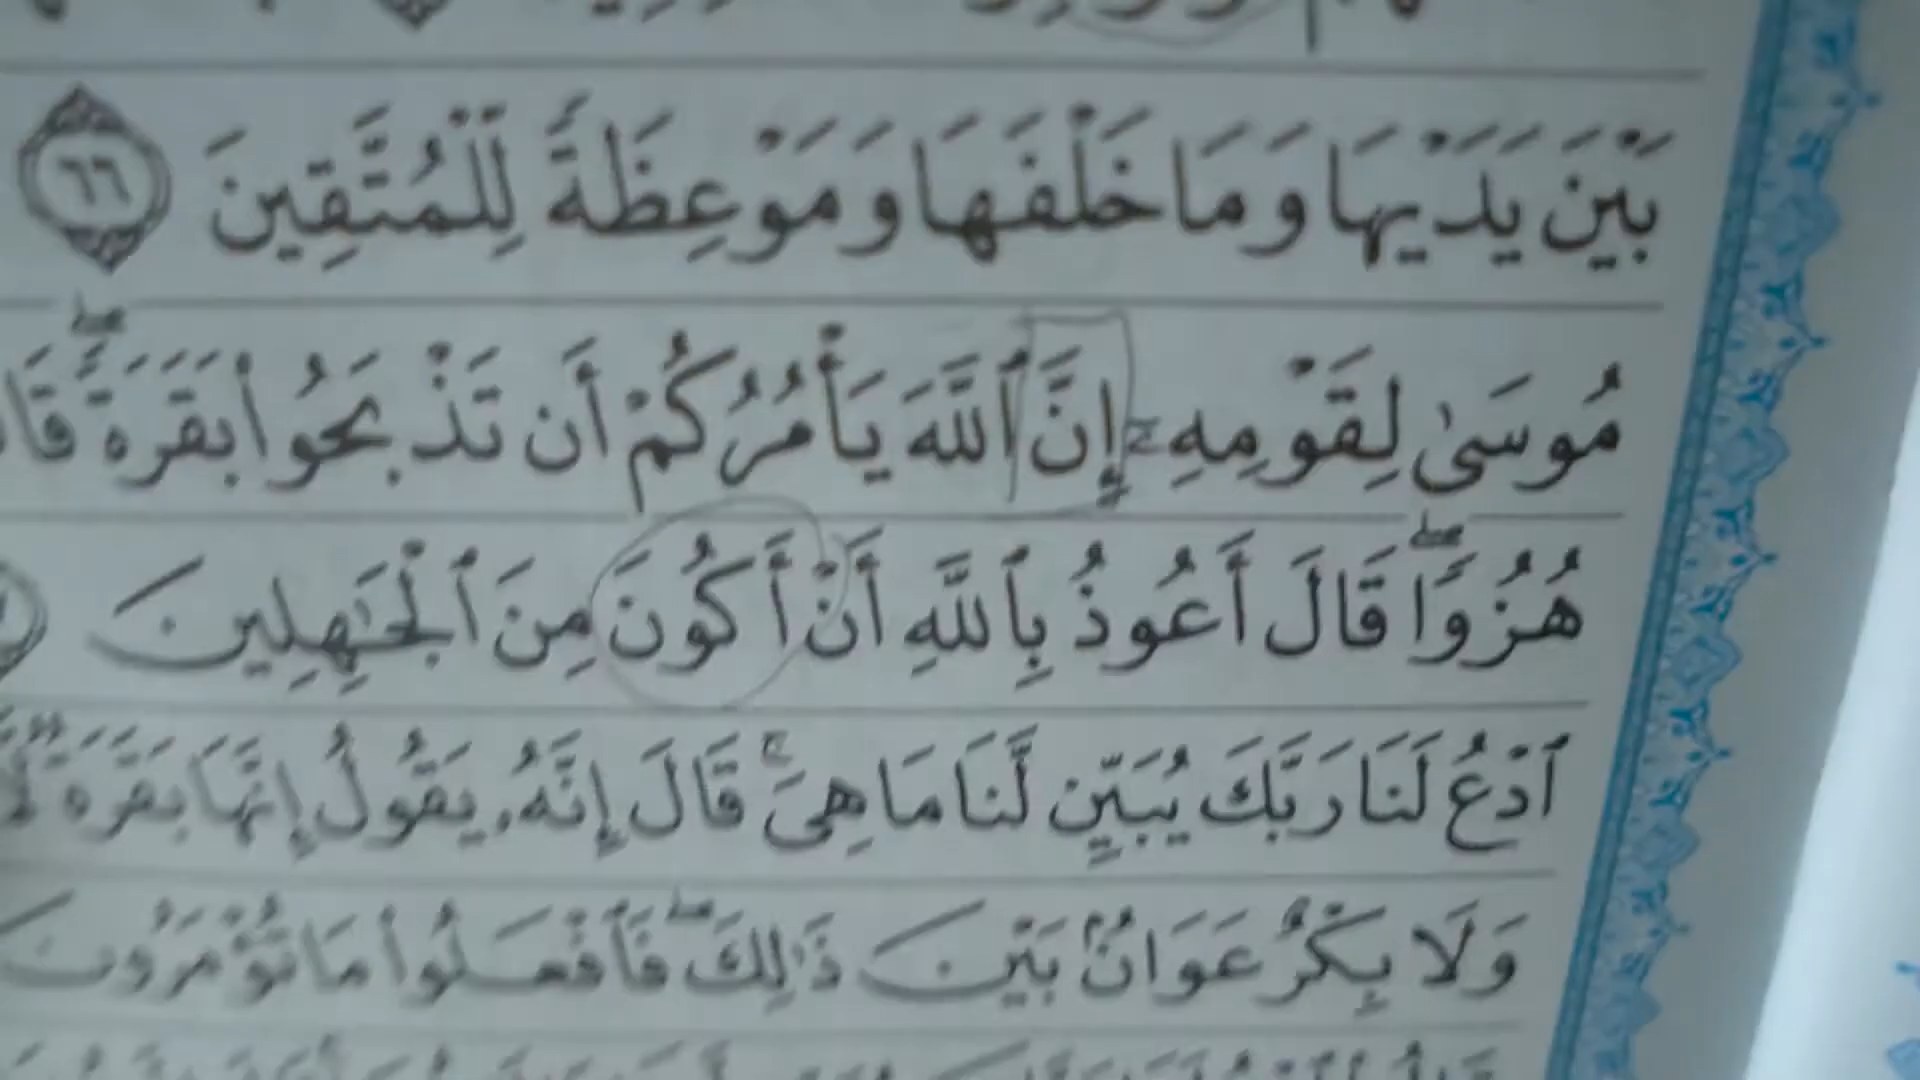 بَيْنَ يَدَيْهَا وَمَا خَلْفَهَا وَمَوْعِظَةً لِّلْمُتَّقِينَ ٦٦
مُوسَىٰ لِقَوْمِهِۦٓ إِنَّ ٱللَّهَ يَأْمُرُكُمْ أَن تَذْبَحُوا۟ بَقَرَةً ۖ
هُزُوًا ۖ قَالَ أَعُوذُ بِٱللَّهِ أَنْ أَكُونَ مِنَ ٱلْجَٰهِلِينَ
ٱدْعُ لَنَا رَبَّكَ يُبَيِّن لَّنَا مَا هِىَ ۚ قَالَ إِنَّهُۥ يَقُولُ إِنَّهَا بَقَرَةٌ
وَلَا بِكْرٌ عَوَانٌۢ بَيْنَ ذَٰلِكَ ۖ فَٱفْعَلُوا۟ مَا تُؤْمَرُونَ